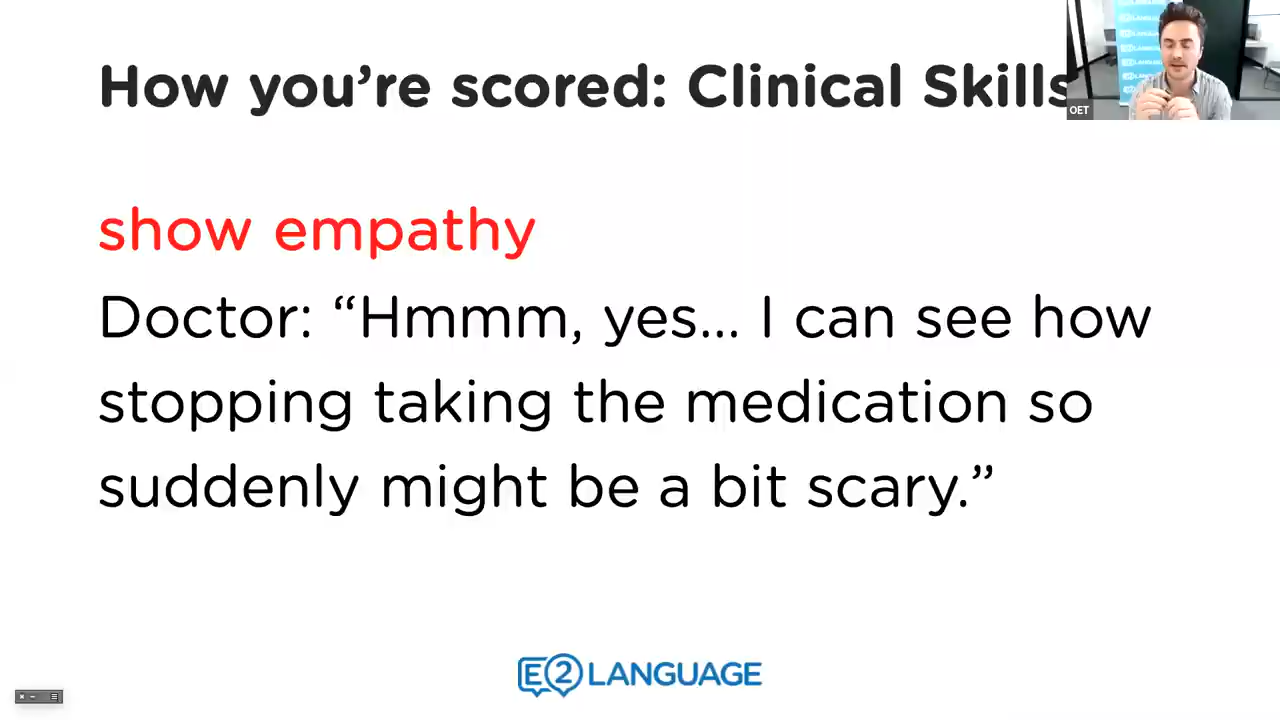 How you're scored: Clinical Skills
OET
show empathy
Doctor: “Hmmm, yes... I can see how
stopping taking the medication so
suddenly might be a bit scary.”
E2 LANGUAGE